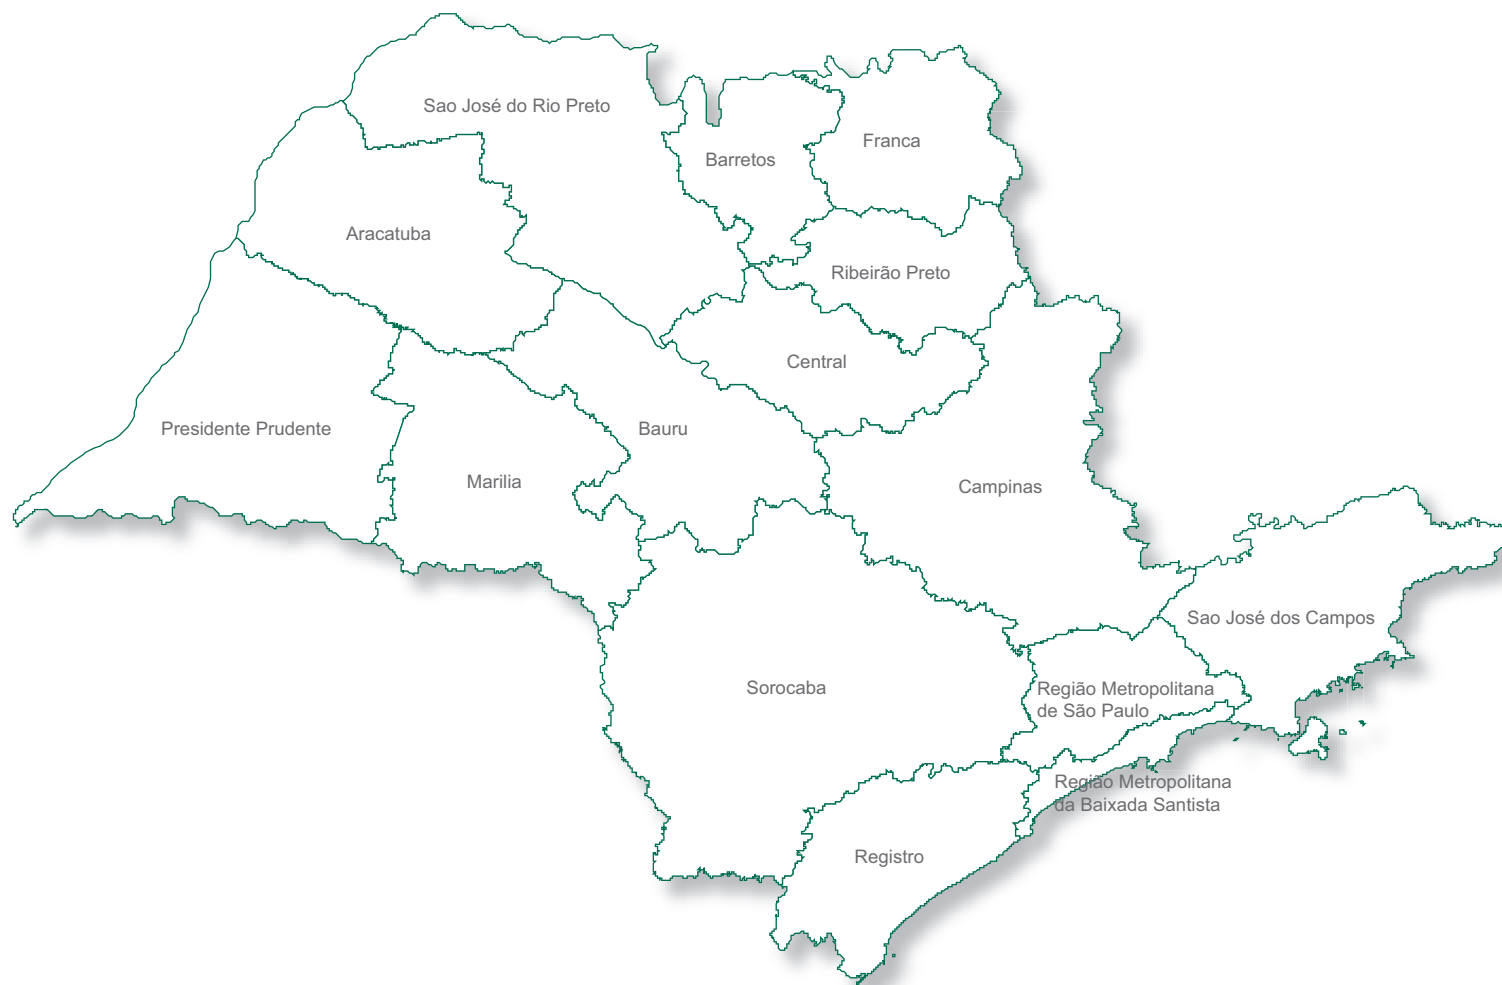 Sao José do Rio Preto
Franca
Barretos
Aracatuba
Ribeirão Preto
Central
Presidente Prudente
Bauru
Marilia
Campinas
Sao José dos Campos
Sorocaba
Região Metropolitana
de São Paulo
Região Metropolitana
da Baixada Santista
Registro